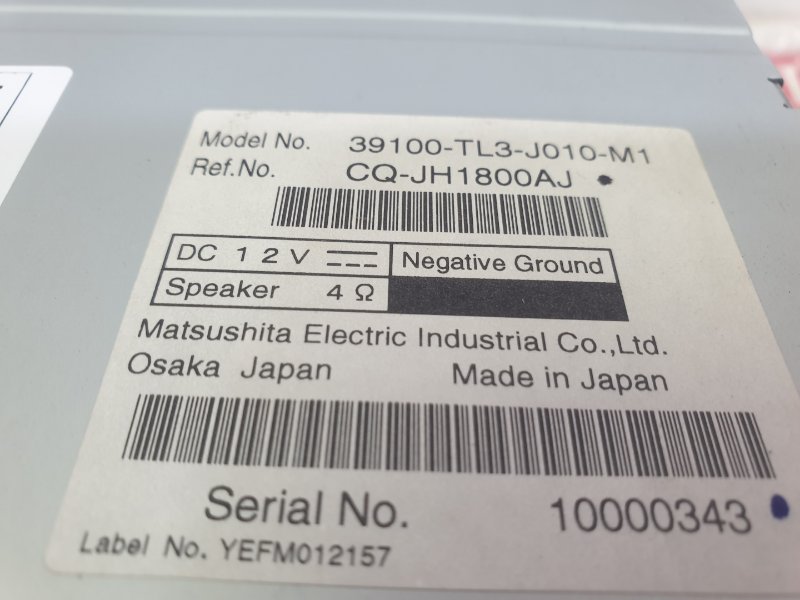 Model No. 39100-TL3-J010-M1
Ref.No. CQ-JH1800AJ
DC 12V Negative Ground
Speaker 4 Ω
Matsushita Electric Industrial Co.,Ltd.
Osaka Japan Made in Japan
Serial No. 10000343
Label No. YEFM012157